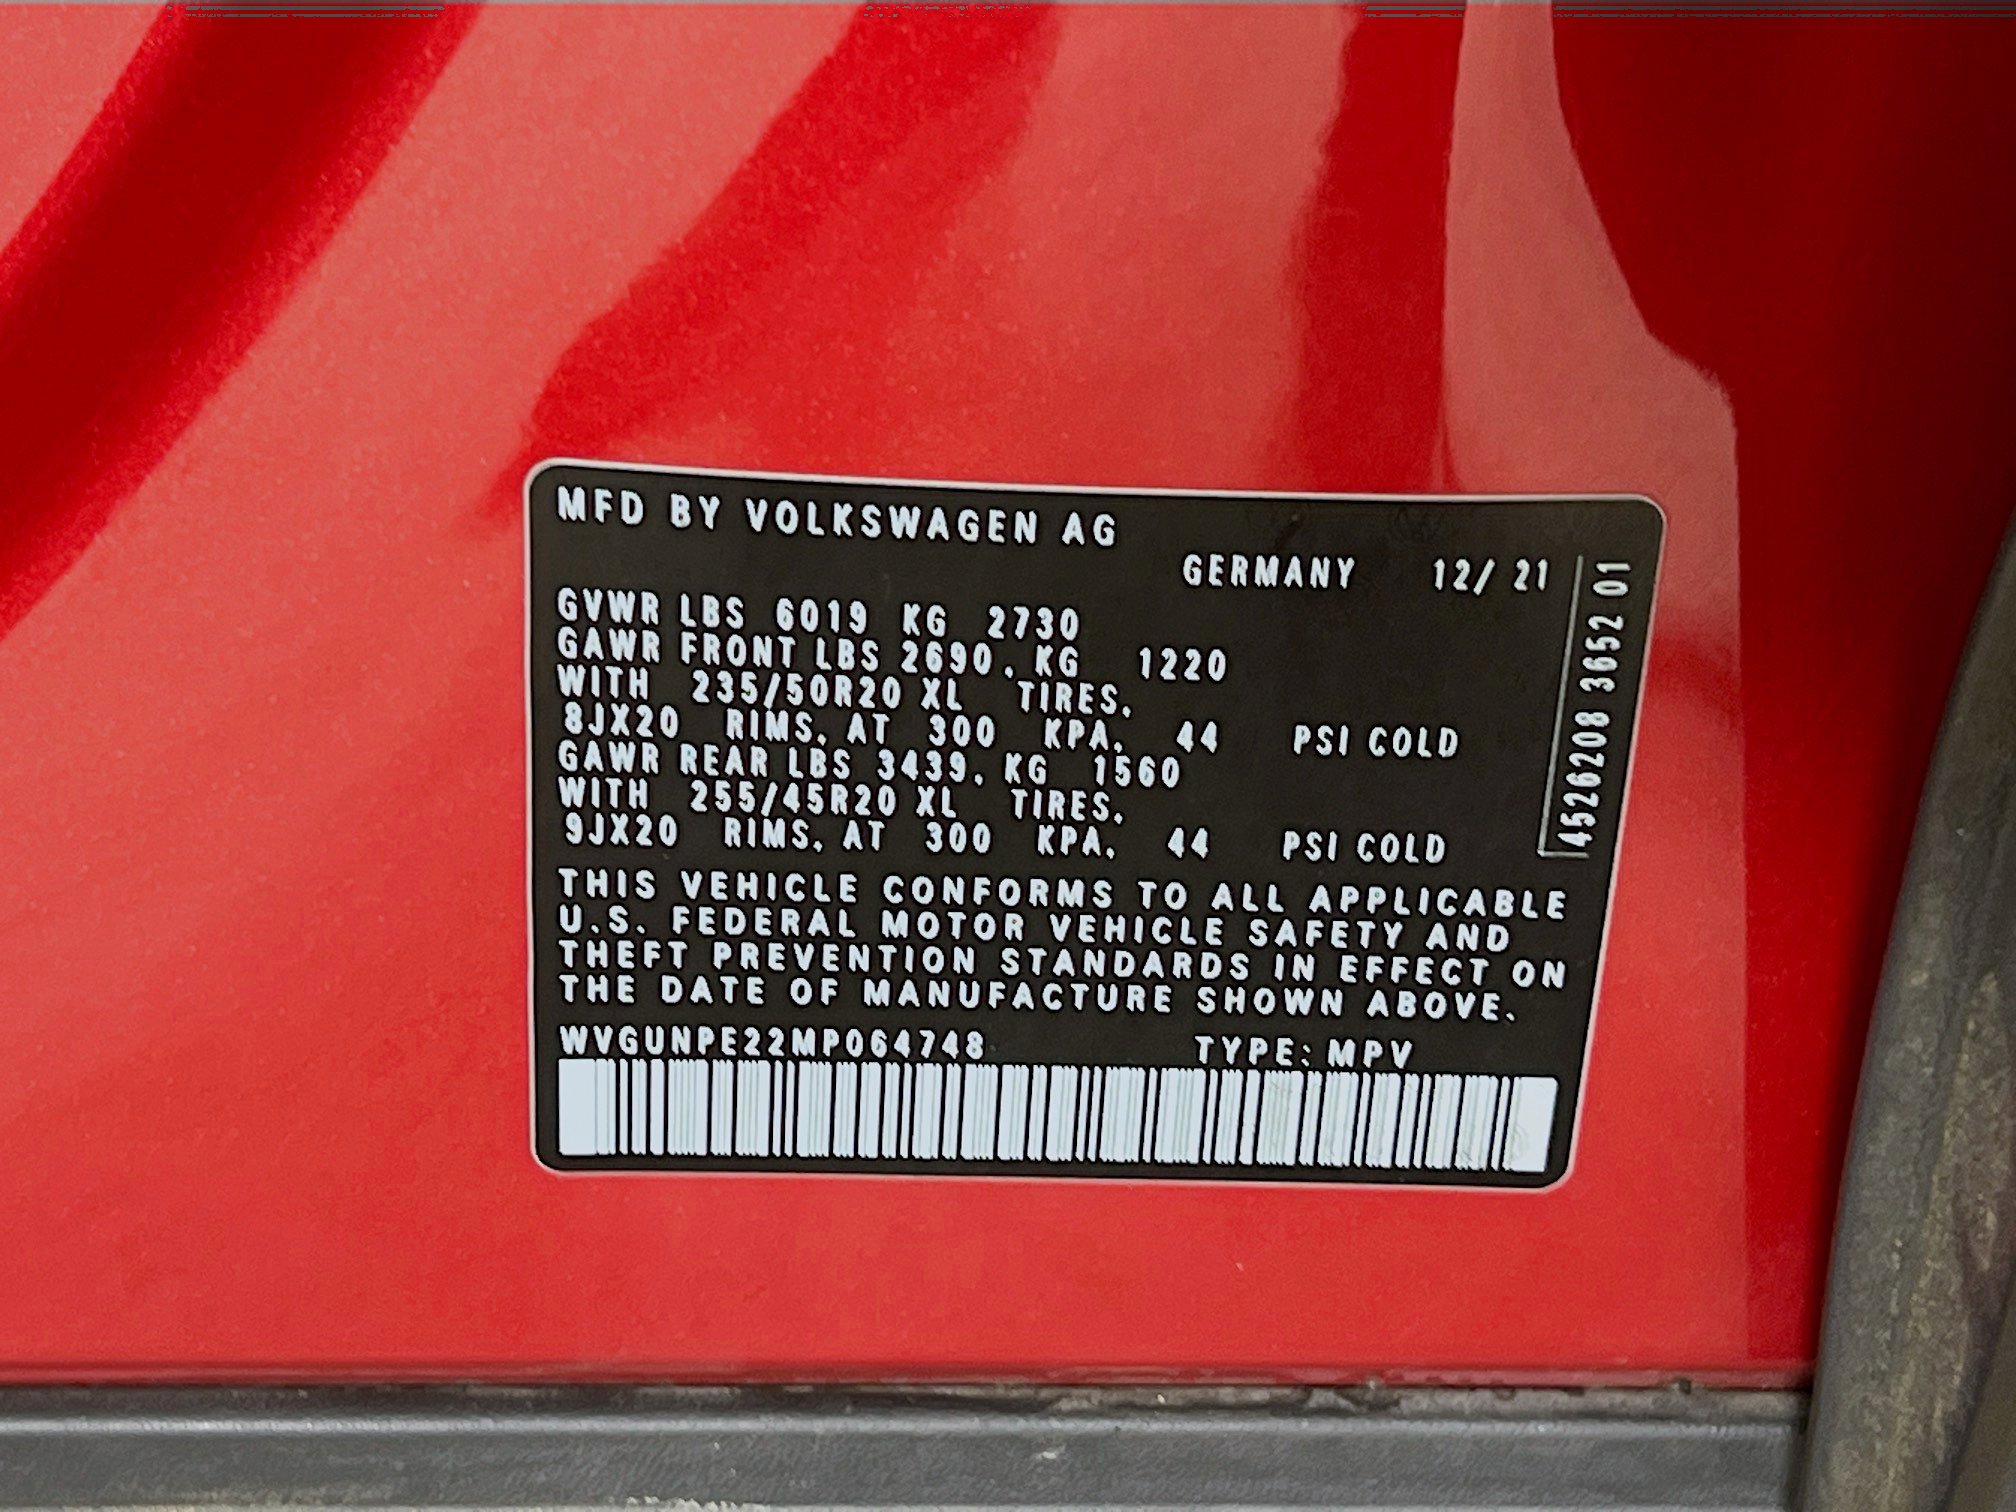 MFD BY VOLKSWAGEN AG
GERMANY 12/ 21
GVWR LBS 6019 KG 2730
GAWR FRONT LBS 2690. KG 1220
WITH 235/50R20 XL TIRES,
8JX20 RIMS, AT 300 KPA, 44 PSI COLD
GAWR REAR LBS 3439, KG 1560
WITH 255/45R20 XL TIRES,
9JX20 RIMS, AT 300 KPA, 44 PSI COLD
THIS VEHICLE CONFORMS TO ALL APPLICABLE
U.S. FEDERAL MOTOR VEHICLE SAFETY AND
THEFT PREVENTION STANDARDS IN EFFECT ON
THE DATE OF MANUFACTURE SHOWN ABOVE.
WVGUNPE22MP064748 TYPE: MPV
4526208 3652 01